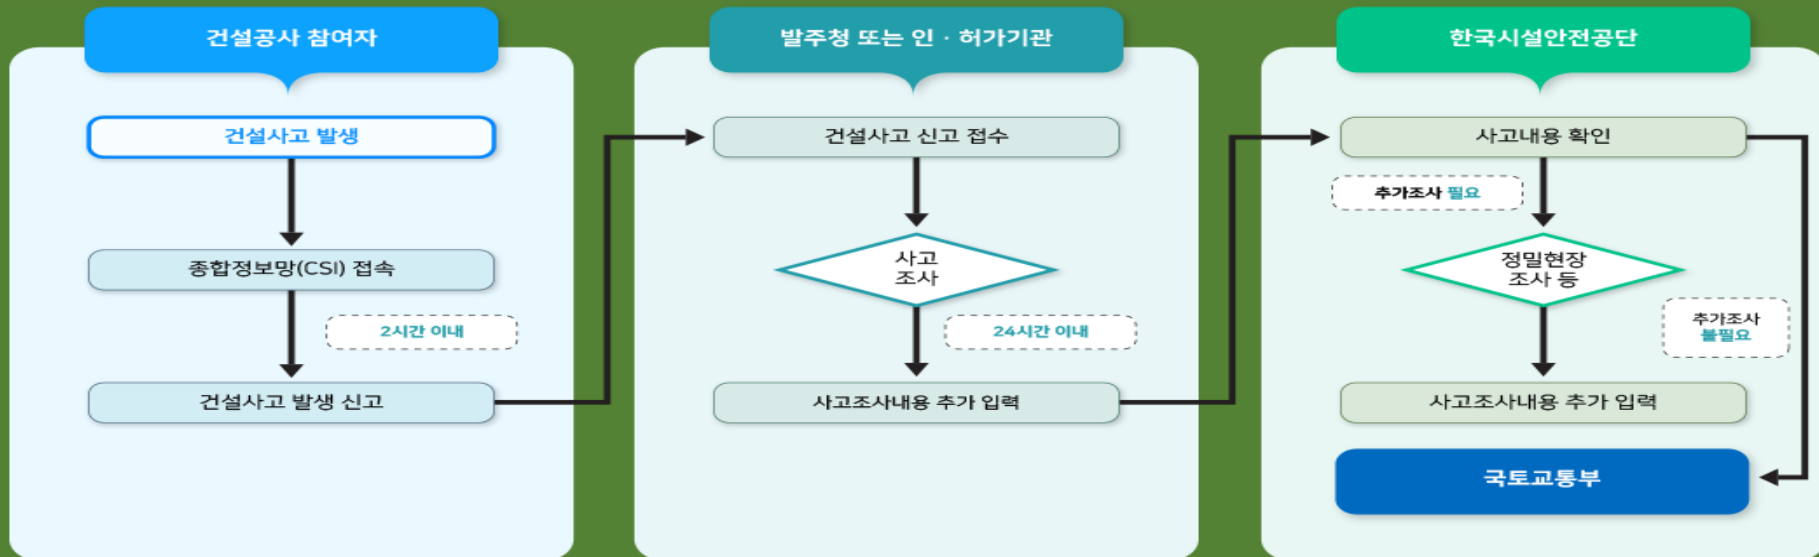 건설공사 참여자
건설사고 발생
종합정보망(CSI) 접속
2시간 이내
건설사고 발생 신고
발주청 또는 인 · 허가기관
건설사고 신고 접수
사고
조사
24시간 이내
사고조사내용 추가 입력
한국시설안전공단
사고내용 확인
추가조사 필요
정밀현장
조사 등
추가조사
불필요
사고조사내용 추가 입력
국토교통부